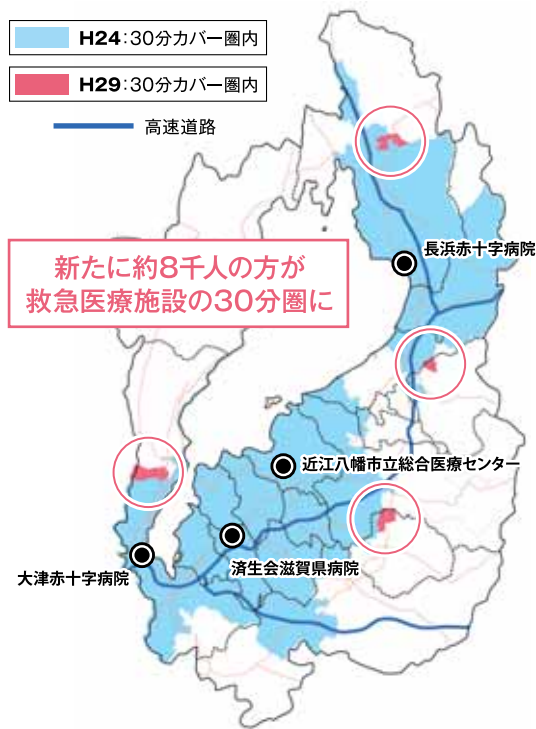 H24:30分カバー圏内
H29:30分カバー圏内
高速道路
新たに約8千人の方が
救急医療施設の30分圏に
長浜赤十字病院
近江八幡市立総合医療センター
済生会滋賀県病院
大津赤十字病院